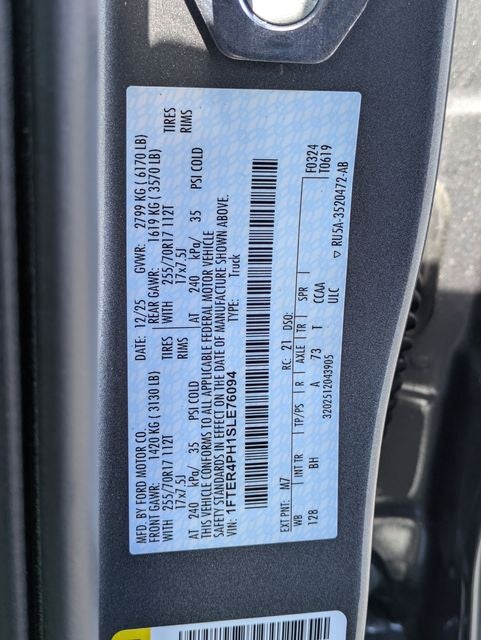 MFD. BY FORD MOTOR CO.
DATE: 12/25 GVWR: 2799 KG ( 6170 LB)
FRONT GAWR: 1420 KG ( 3130 LB) REAR GAWR: 1619 KG ( 3570 LB)
WITH 255/70R17 112T TIRES WITH 255/70R17 112T TIRES
17x7.5J RIMS 17x7.5J RIMS
AT 240 kPa/ 35 PSI COLD AT 240 kPa/ 35 PSI COLD
THIS VEHICLE CONFORMS TO ALL APPLICABLE FEDERAL MOTOR VEHICLE
SAFETY STANDARDS IN EFFECT ON THE DATE OF MANUFACTURE SHOWN ABOVE.
VIN: 1FTER4PH1SLE76094 TYPE: Truck
F0324
EXT PNT: M7 RC: 21 DSO: T0619
WB INT TR TP/PS R AXLE TR SPR
128 BH A 73 T CCAA
ULC
3202512043905 ▽ RU5A-3520472-AB